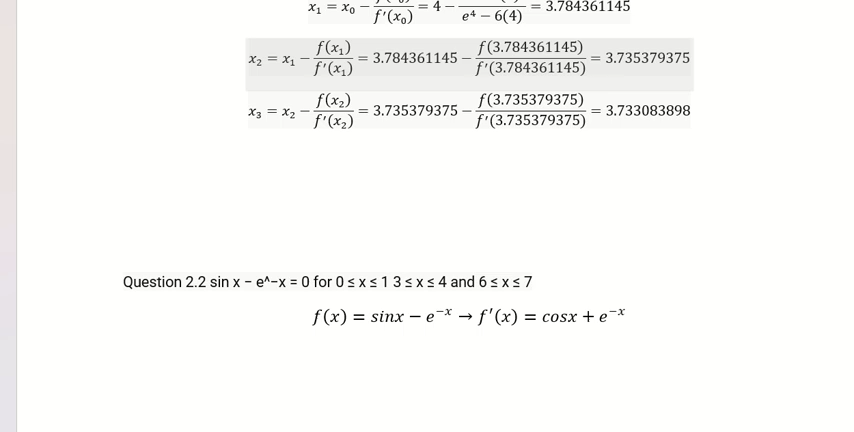 x₁ = x₀ − / f′(x₀) = 4 − / e⁴ − 6(4) = 3.784361145
x₂ = x₁ − f(x₁) / f′(x₁) = 3.784361145 − f(3.784361145) / f′(3.784361145) = 3.735379375
x₃ = x₂ − f(x₂) / f′(x₂) = 3.735379375 − f(3.735379375) / f′(3.735379375) = 3.733083898
Question 2.2 sin x − e^−x = 0 for 0 ≤ x ≤ 1 3 ≤ x ≤ 4 and 6 ≤ x ≤ 7
f(x) = sinx − e⁻ˣ → f′(x) = cosx + e⁻ˣ